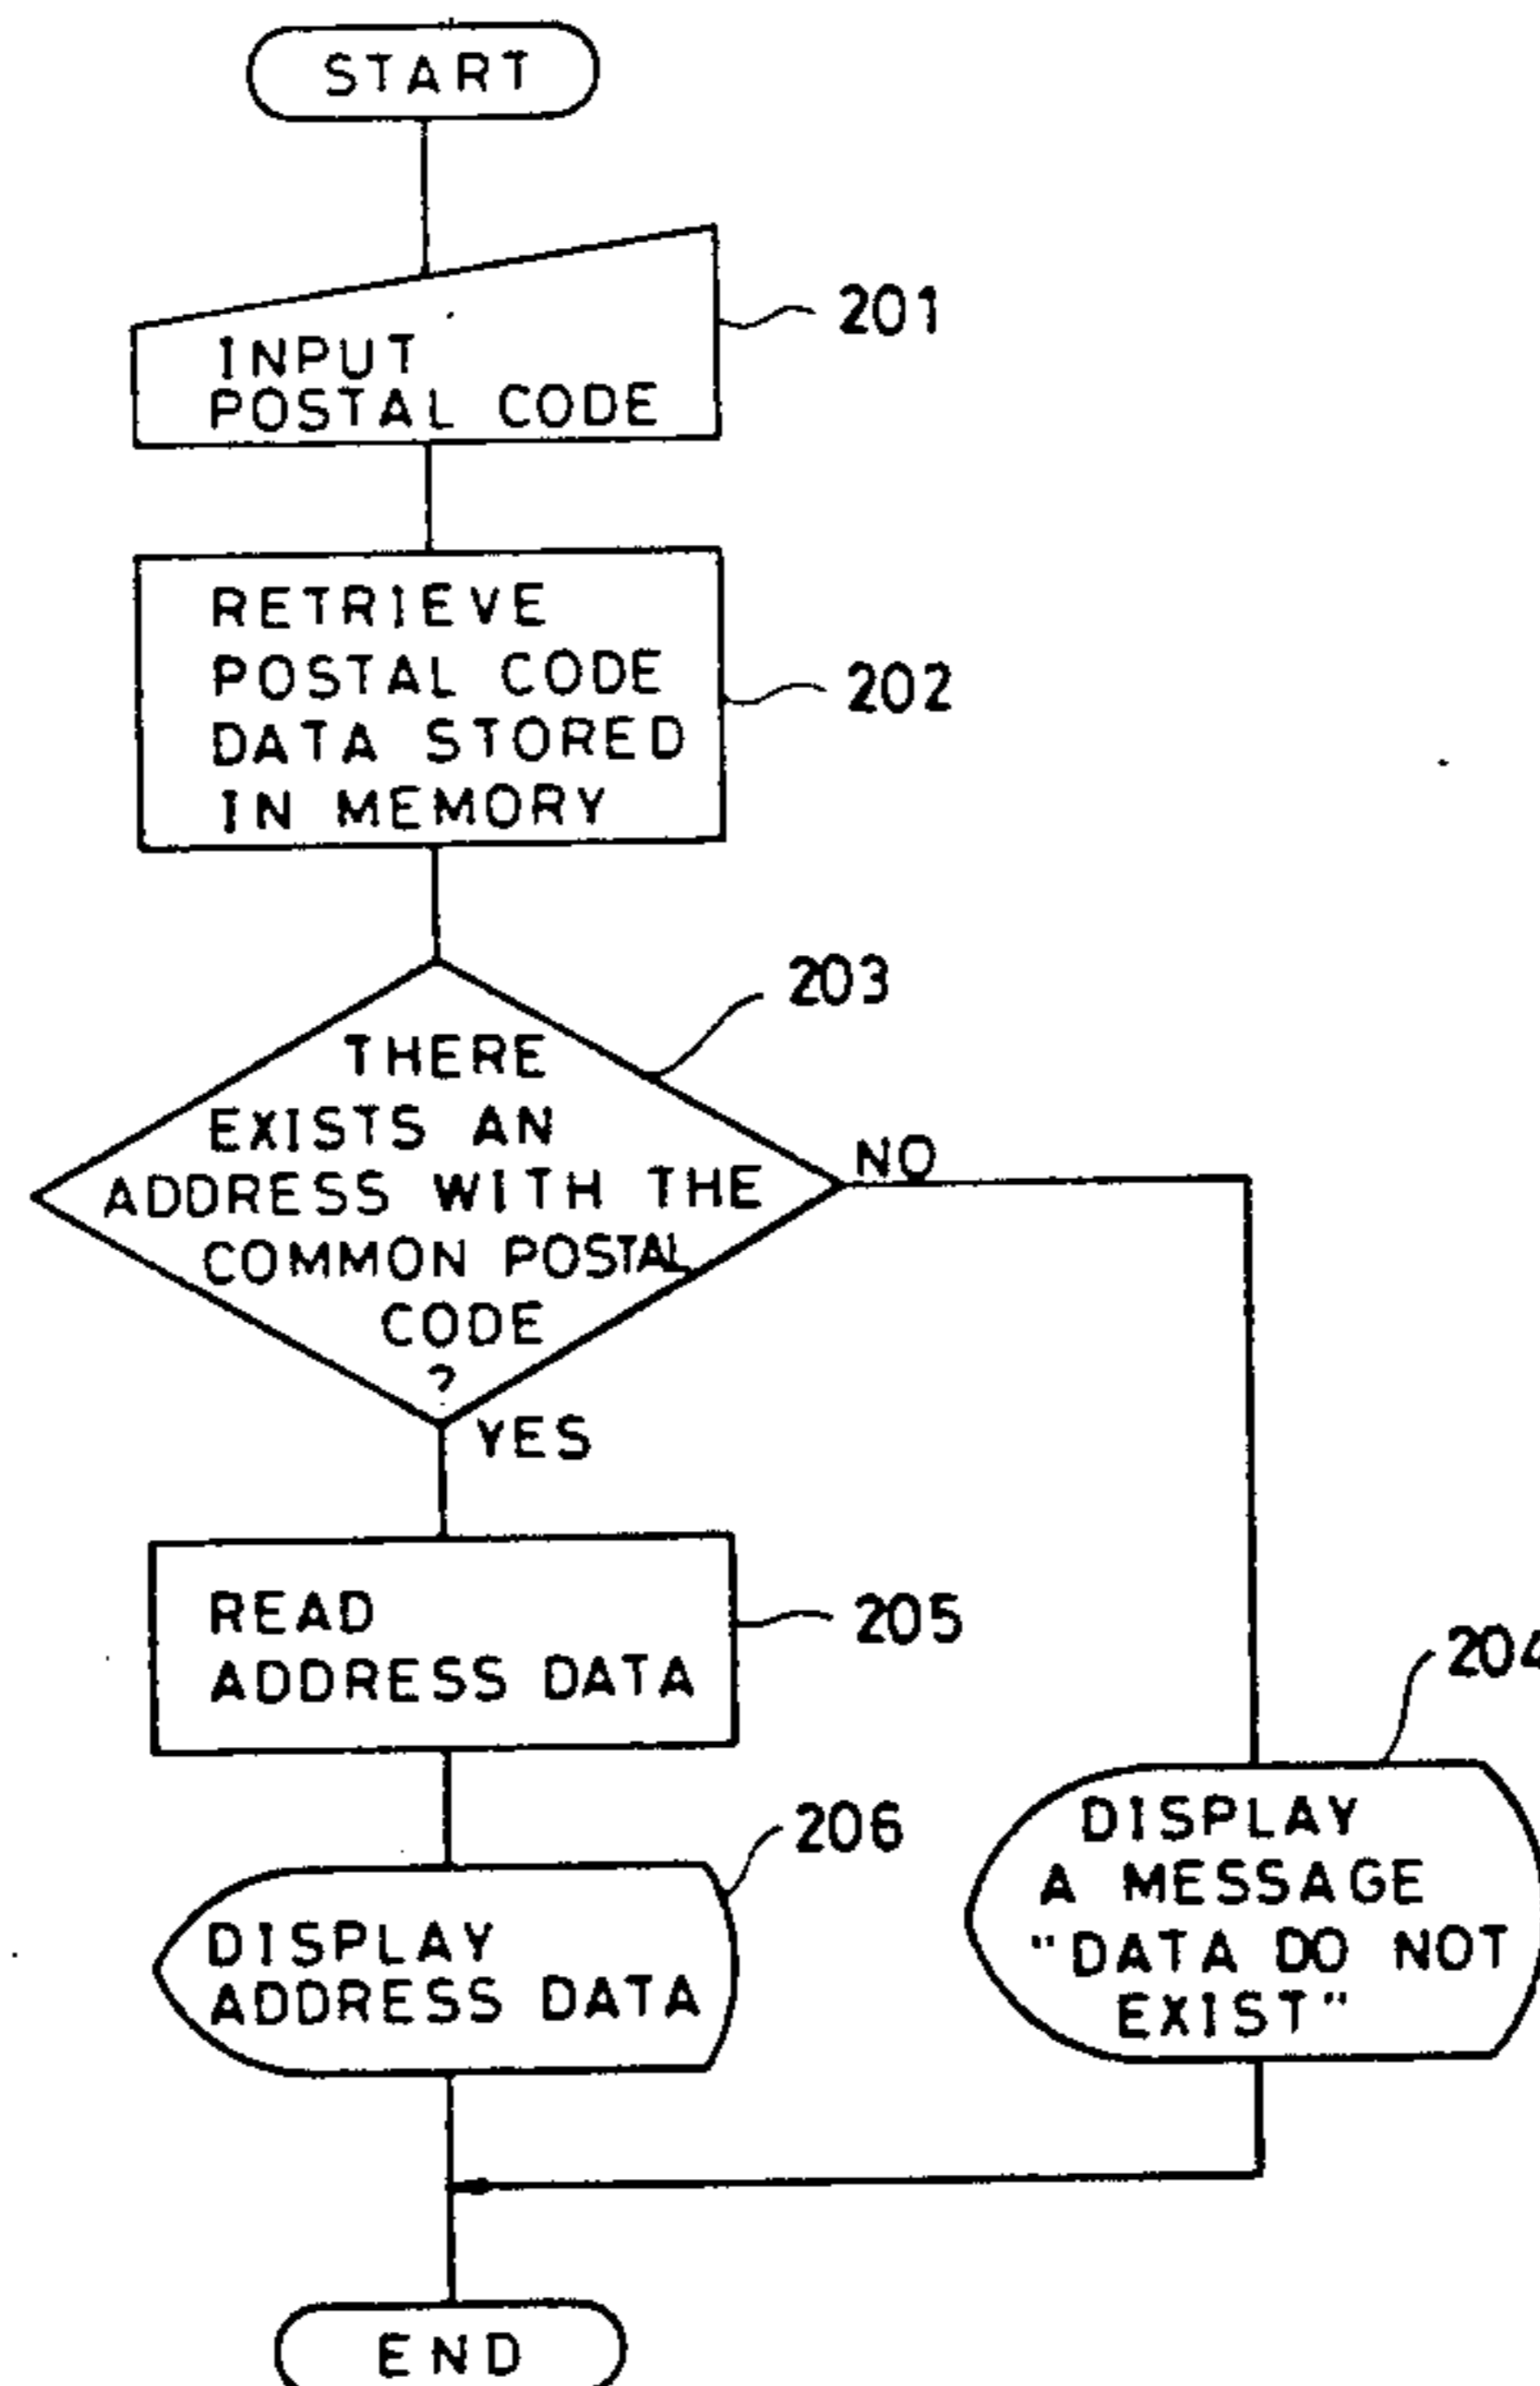 START
INPUT
POSTAL CODE
201
RETRIEVE
POSTAL CODE
DATA STORED
IN MEMORY
202
203
THERE
EXISTS AN
ADDRESS WITH THE
COMMON POSTAL
CODE
?
NO
YES
READ
ADDRESS DATA
205
204
DISPLAY
A MESSAGE
"DATA DO NOT
EXIST"
206
DISPLAY
ADDRESS DATA
END